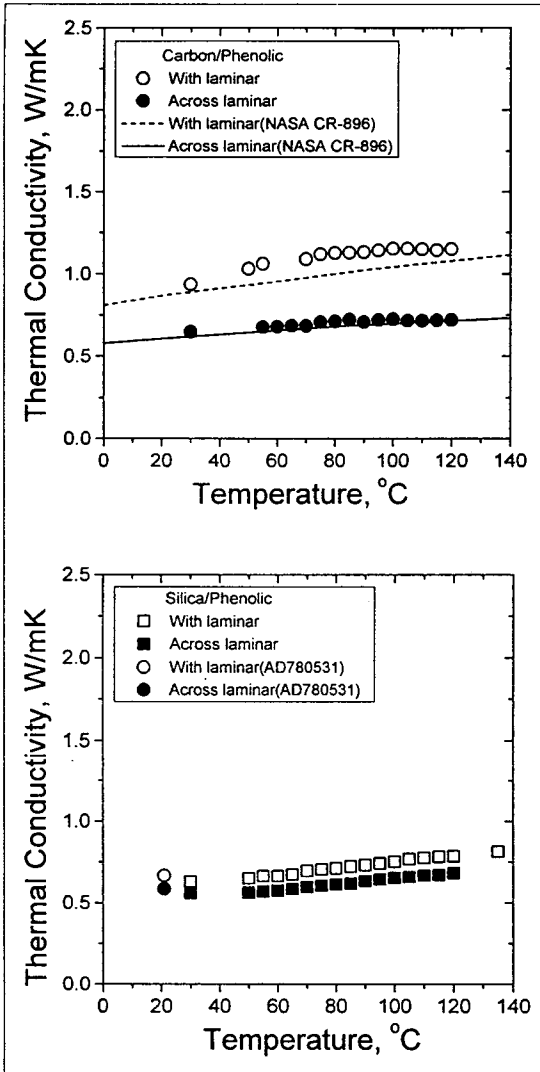 2.5
2.0
1.5
1.0
0.5
0.0
Thermal Conductivity, W/mK
Carbon/Phenolic
With laminar
Across laminar
With laminar(NASA CR-896)
Across laminar(NASA CR-896)
0 20 40 60 80 100 120 140
Temperature, °C
2.5
2.0
1.5
1.0
0.5
0.0
Thermal Conductivity, W/mK
Silica/Phenolic
With laminar
Across laminar
With laminar(AD780531)
Across laminar(AD780531)
0 20 40 60 80 100 120 140
Temperature, °C